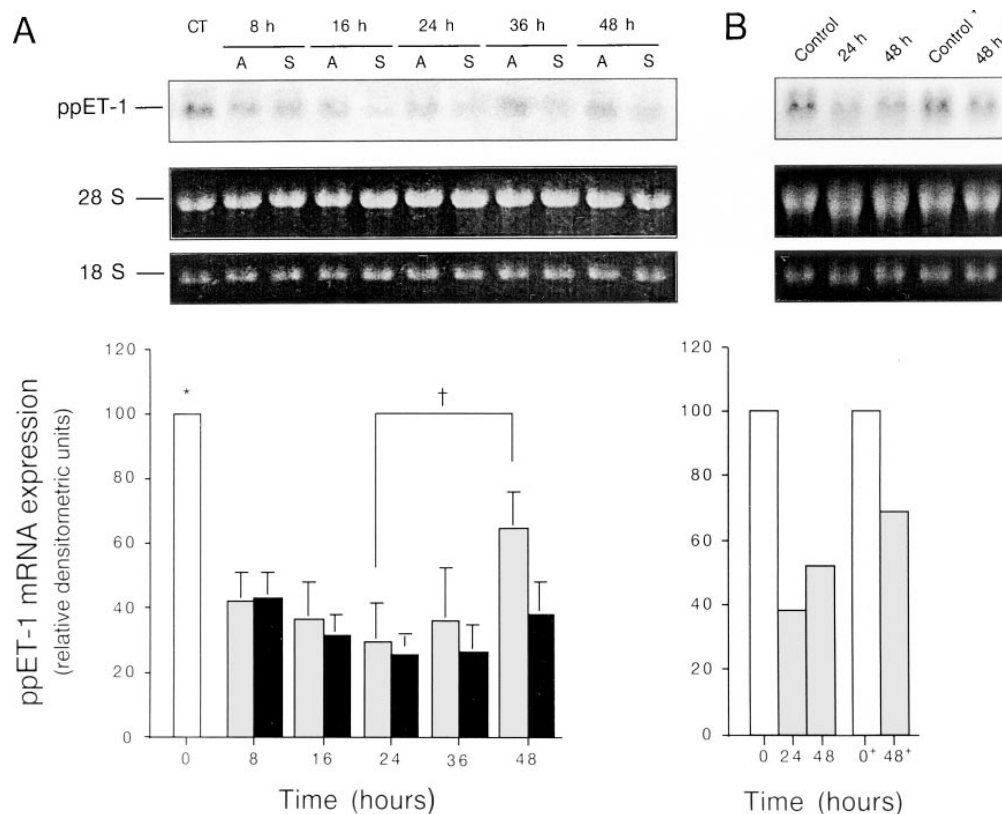 A
CT 8 h 16 h 24 h 36 h 48 h
A S A S A S A S A S
ppET-1
28 S
18 S
B
Control 24 h 48 h Control 48 h
ppET-1 mRNA expression
(relative densitometric units)
120
100
80
60
40
20
0
*
†
0 8 16 24 36 48
Time (hours)
120
100
80
60
40
20
0
0 24 48 0+ 48+
Time (hours)